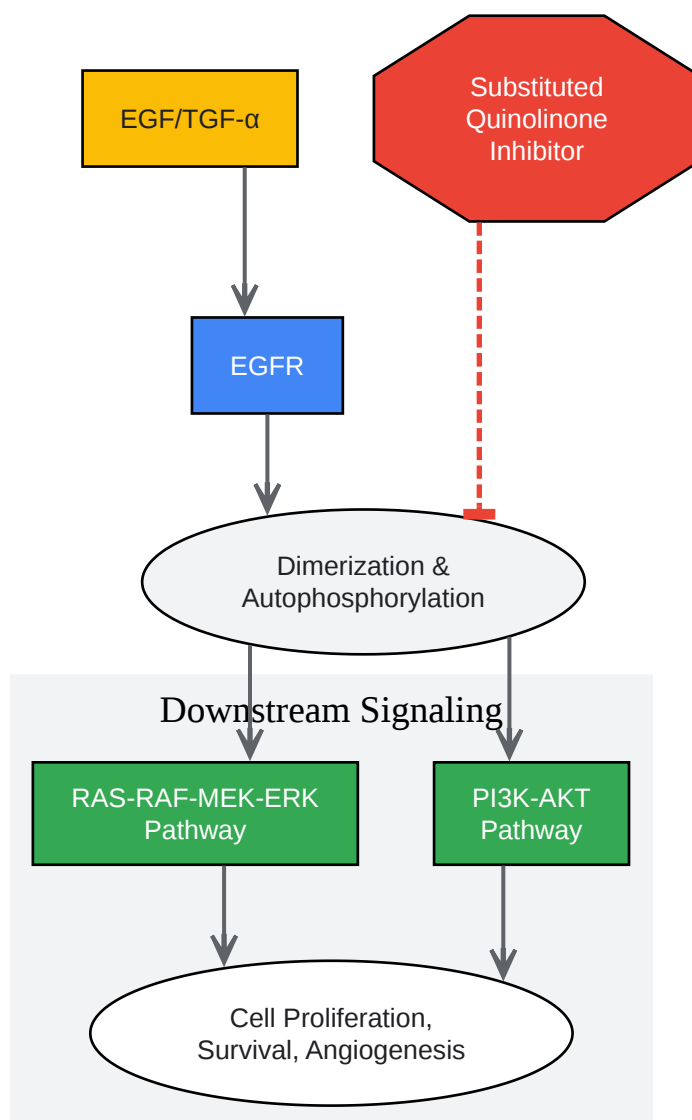 EGF/TGF-α
Substituted
Quinolinone
Inhibitor
EGFR
Dimerization &
Autophosphorylation
Downstream Signaling
RAS-RAF-MEK-ERK
Pathway
PI3K-AKT
Pathway
Cell Proliferation,
Survival, Angiogenesis